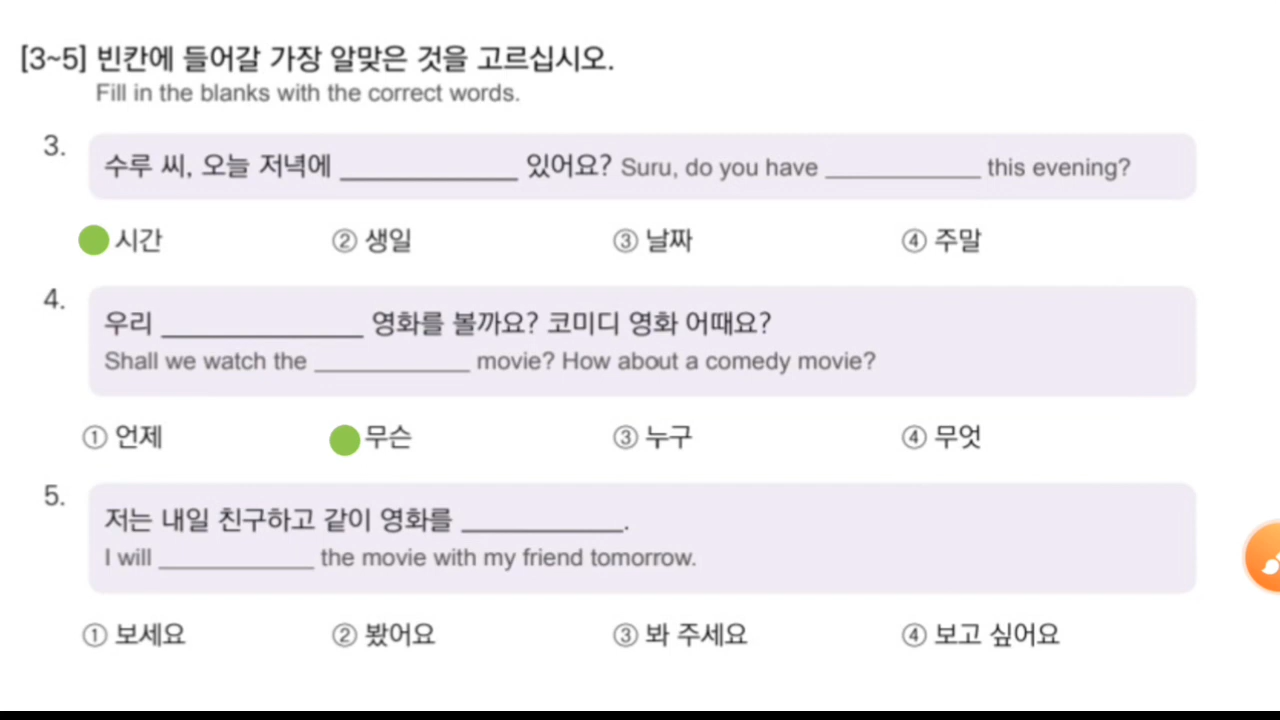 [3~5] 빈칸에 들어갈 가장 알맞은 것을 고르십시오.
Fill in the blanks with the correct words.
3.
수루 씨, 오늘 저녁에 ____________ 있어요? Suru, do you have ____________ this evening?
시간 ② 생일 ③ 날짜 ④ 주말
4.
우리 ____________ 영화를 볼까요? 코미디 영화 어때요?
Shall we watch the ____________ movie? How about a comedy movie?
① 언제 무슨 ③ 누구 ④ 무엇
5.
저는 내일 친구하고 같이 영화를 ____________.
I will ____________ the movie with my friend tomorrow.
① 보세요 ② 봤어요 ③ 봐 주세요 ④ 보고 싶어요